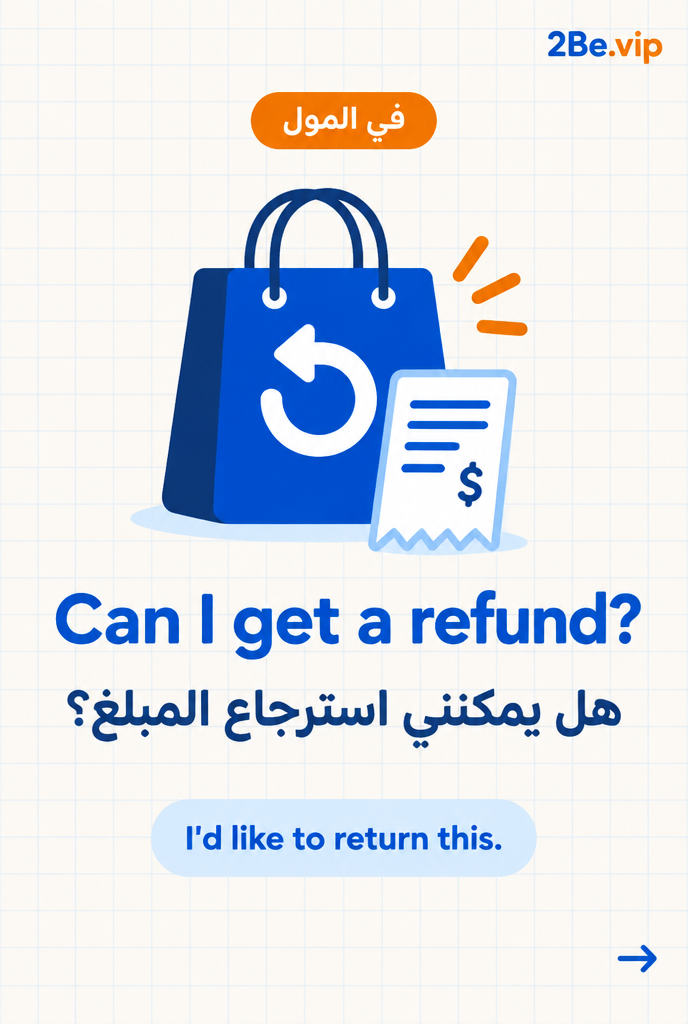 2Be.vip
في المول
$
Can I get a refund?
هل يمكنني استرجاع المبلغ؟
I'd like to return this.